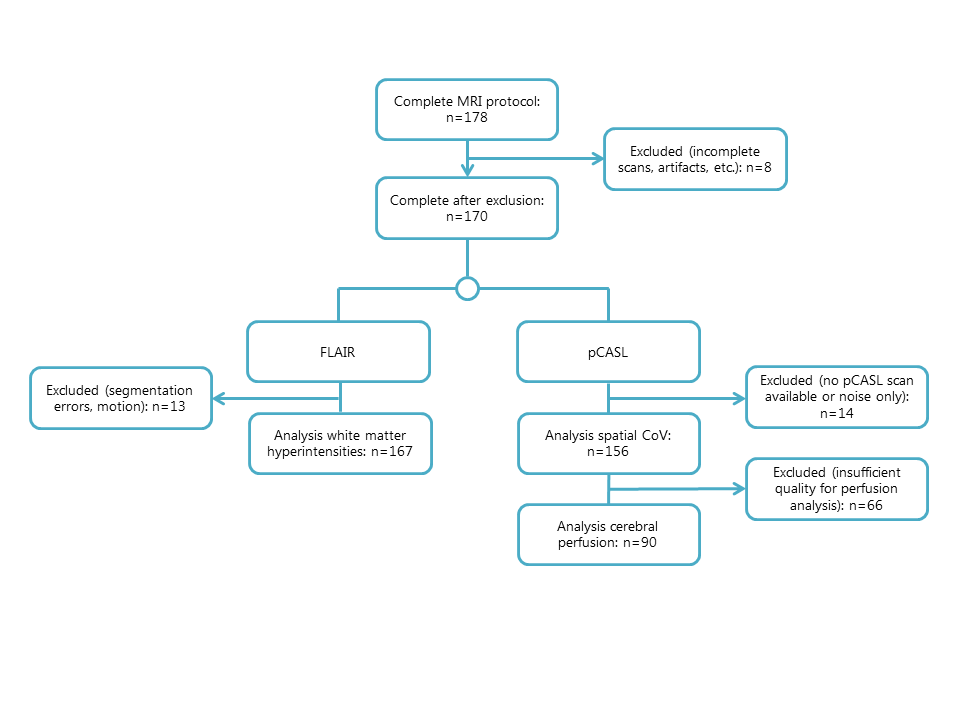 Complete MRI protocol:
n=178
Excluded (incomplete
scans, artifacts, etc.): n=8
Complete after exclusion:
n=170
FLAIR
pCASL
Excluded (segmentation
errors, motion): n=13
Excluded (no pCASL scan
available or noise only):
n=14
Analysis white matter
hyperintensities: n=167
Analysis spatial CoV:
n=156
Excluded (insufficient
quality for perfusion
analysis): n=66
Analysis cerebral
perfusion: n=90